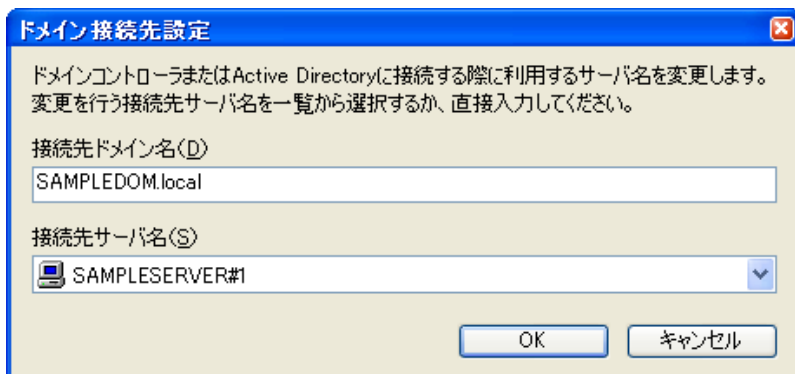 ドメイン接続先設定
ドメインコントローラまたはActive Directoryに接続する際に利用するサーバ名を変更します。
変更を行う接続先サーバ名を一覧から選択するか、直接入力してください。
接続先ドメイン名(D)
SAMPLEDOM.local
接続先サーバ名(S)
SAMPLESERVER#1
OK
キャンセル